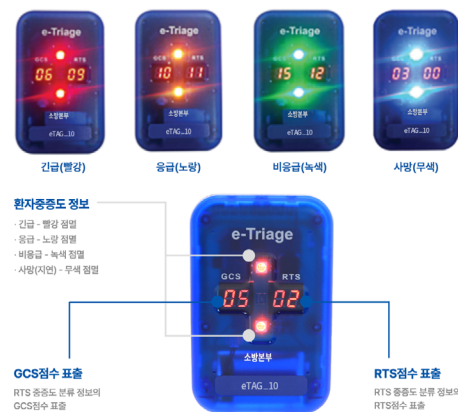 e-Triage
GCS RTS
06 09
소방본부
eTAG_10
긴급(빨강)
e-Triage
GCS RTS
10 11
소방본부
eTAG_10
응급(노랑)
e-Triage
GCS RTS
15 12
소방본부
eTAG_10
비응급(녹색)
e-Triage
GCS RTS
03 00
소방본부
eTAG_10
사망(무색)
환자중증도 정보
· 긴급 - 빨강 점멸
· 응급 - 노랑 점멸
· 비응급 - 녹색 점멸
· 사망(지연) - 무색 점멸
e-Triage
GCS RTS
05 02
소방본부
eTAG_10
GCS점수 표출
RTS 중증도 분류 정보의
GCS점수 표출
RTS점수 표출
RTS 중증도 분류 정보의
RTS점수 표출